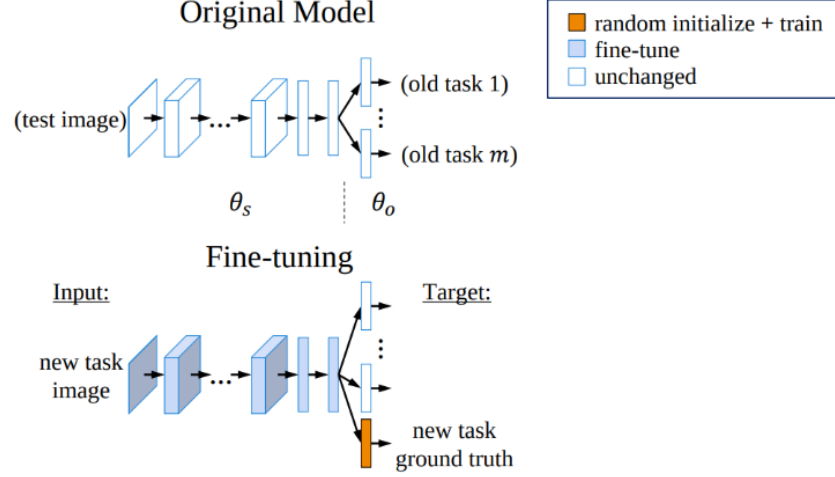 Original Model
random initialize + train
fine-tune
unchanged
(test image)
...
(old task 1)
⋮
(old task m)
θs
θo
Fine-tuning
Input:
Target:
new task
image
...
⋮
new task
ground truth